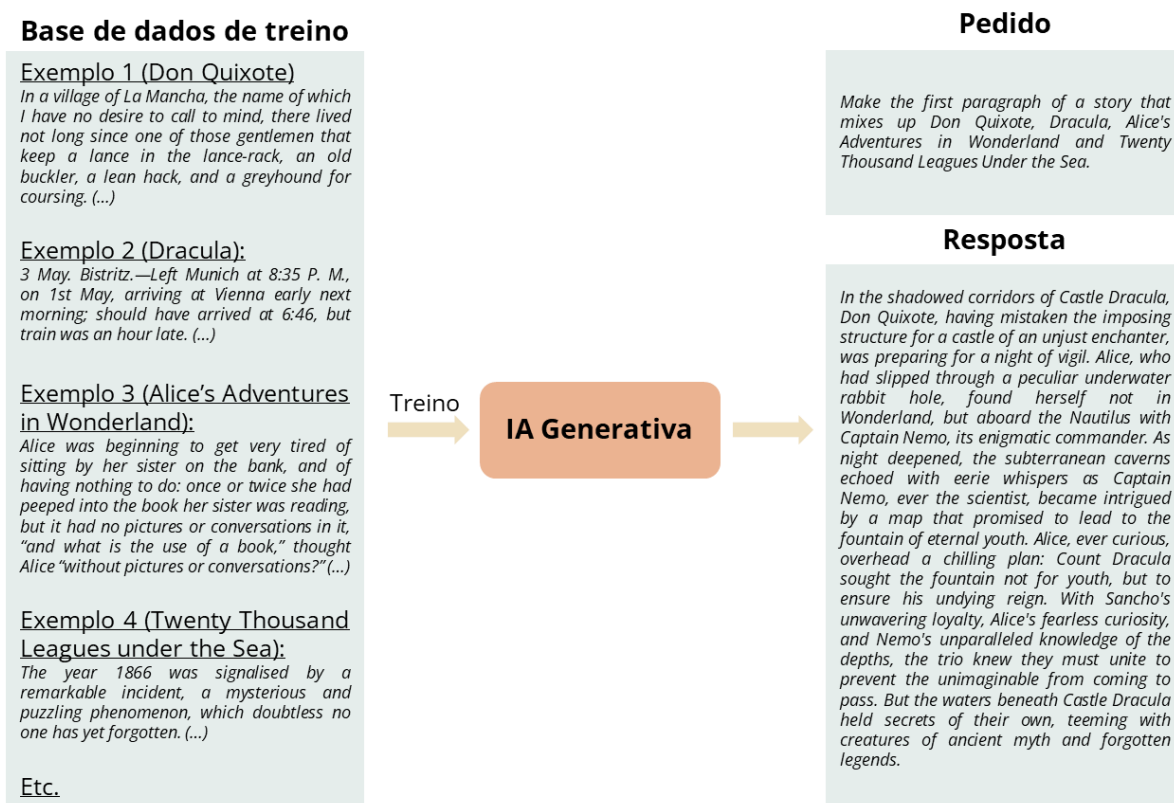 Base de dados de treino
Exemplo 1 (Don Quixote)
In a village of La Mancha, the name of which
I have no desire to call to mind, there lived
not long since one of those gentlemen that
keep a lance in the lance-rack, an old
buckler, a lean hack, and a greyhound for
coursing. (...)
Exemplo 2 (Dracula):
3 May. Bistritz.—Left Munich at 8:35 P. M.,
on 1st May, arriving at Vienna early next
morning; should have arrived at 6:46, but
train was an hour late. (...)
Exemplo 3 (Alice’s Adventures
in Wonderland):
Alice was beginning to get very tired of
sitting by her sister on the bank, and of
having nothing to do: once or twice she had
peeped into the book her sister was reading,
but it had no pictures or conversations in it,
“and what is the use of a book,” thought
Alice “without pictures or conversations?” (...)
Exemplo 4 (Twenty Thousand
Leagues under the Sea):
The year 1866 was signalised by a
remarkable incident, a mysterious and
puzzling phenomenon, which doubtless no
one has yet forgotten. (...)
Etc.
Treino
IA Generativa
Pedido
Make the first paragraph of a story that
mixes up Don Quixote, Dracula, Alice's
Adventures in Wonderland and Twenty
Thousand Leagues Under the Sea.
Resposta
In the shadowed corridors of Castle Dracula,
Don Quixote, having mistaken the imposing
structure for a castle of an unjust enchanter,
was preparing for a night of vigil. Alice, who
had slipped through a peculiar underwater
rabbit hole, found herself not in
Wonderland, but aboard the Nautilus with
Captain Nemo, its enigmatic commander. As
night deepened, the subterranean caverns
echoed with eerie whispers as Captain
Nemo, ever the scientist, became intrigued
by a map that promised to lead to the
fountain of eternal youth. Alice, ever curious,
overhead a chilling plan: Count Dracula
sought the fountain not for youth, but to
ensure his undying reign. With Sancho's
unwavering loyalty, Alice's fearless curiosity,
and Nemo's unparalleled knowledge of the
depths, the trio knew they must unite to
prevent the unimaginable from coming to
pass. But the waters beneath Castle Dracula
held secrets of their own, teeming with
creatures of ancient myth and forgotten
legends.